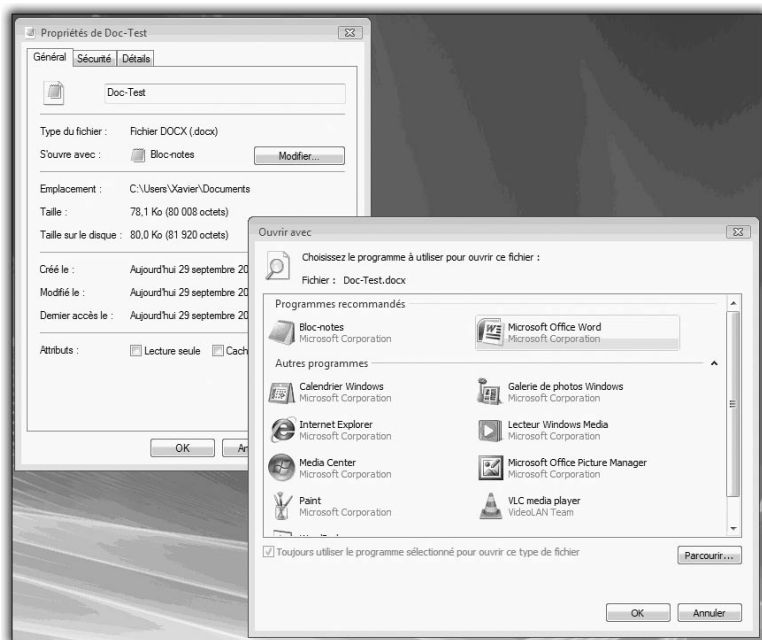 Propriétés de Doc-Test
Général Sécurité Détails
Doc-Test
Type du fichier : Fichier DOCX (.docx)
S'ouvre avec : Bloc-notes Modifier...
Emplacement : C:\Users\Xavier\Documents
Taille : 78,1 Ko (80 008 octets)
Taille sur le disque : 80,0 Ko (81 920 octets)
Créé le : Aujourd'hui 29 septembre 20
Modifié le : Aujourd'hui 29 septembre 20
Dernier accès le : Aujourd'hui 29 septembre 20
Attributs : Lecture seule Cach
OK An
Ouvrir avec
Choisissez le programme à utiliser pour ouvrir ce fichier :
Fichier : Doc-Test.docx
Programmes recommandés
Bloc-notes Microsoft Office Word
Microsoft Corporation Microsoft Corporation
Autres programmes
Calendrier Windows Galerie de photos Windows
Microsoft Corporation Microsoft Corporation
Internet Explorer Lecteur Windows Media
Microsoft Corporation Microsoft Corporation
Media Center Microsoft Office Picture Manager
Microsoft Corporation Microsoft Corporation
Paint VLC media player
Microsoft Corporation VideoLAN Team
Toujours utiliser le programme sélectionné pour ouvrir ce type de fichier
Parcourir...
OK Annuler